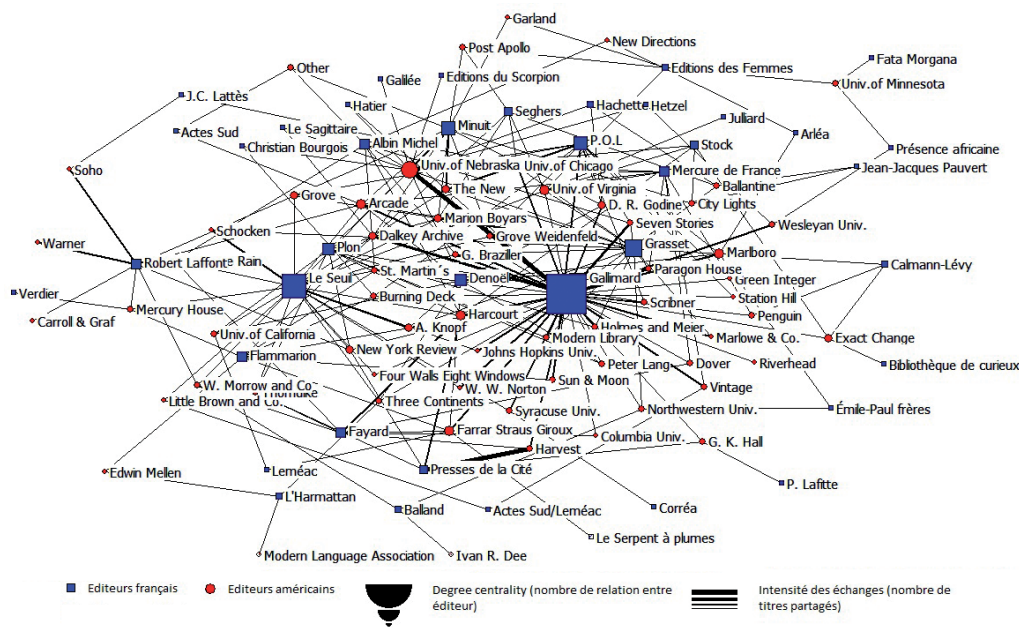 Garland
Post Apollo
New Directions
Other
Galilée
Editions du Scorpion
Editions des Femmes
Fata Morgana
Univ.of Minnesota
J.C. Lattès
Hatier
Seghers
Hachette
Hetzel
Juilliard
Actes Sud
Le Sagittaire
Albin Michel
Minuit
P.O.L
Stock
Arléa
Présence africaine
Christian Bourgois
Univ.of Nebraska
Univ.of Chicago
Mercure de France
Jean-Jacques Pauvert
Soho
Grove
Arcade
The New
Univ.of Virginia
Ballantine
D. R. Godine
City Lights
Marion Boyars
Seven Stories
Wesleyan Univ.
Warner
Schocken
Dalkey Archive
Grove Weidenfeld
Grasset
Marlboro
Robert Laffont
e Rain
Plon
G. Braziller
Paragon House
Calmann-Lévy
St. Martin´s
Denoël
Gallimard
Green Integer
Verdier
Le Seuil
Burning Deck
Scribner
Station Hill
Penguin
Carroll & Graf
Mercury House
Harcourt
Univ.of California
A. Knopf
Holmes and Meier
Modern Library
Marlowe & Co.
Exact Change
Flammarion
New York Review
Johns Hopkins Univ.
Peter Lang
Dover
Riverhead
Bibliothèque de curieux
Four Walls Eight Windows
W. Morrow and Co.
Thorndike
W. W. Norton
Sun & Moon
Vintage
Little Brown and Co.
Three Continents
Syracuse Univ.
Northwestern Univ.
Émile-Paul frères
Fayard
Farrar Straus Giroux
Columbia Univ.
G. K. Hall
Harvest
Edwin Mellen
Leméac
Presses de la Cité
P. Lafitte
L'Harmattan
Balland
Actes Sud/Leméac
Corréa
Le Serpent à plumes
Modern Language Association
Ivan R. Dee
Editeurs français
Editeurs américains
Degree centrality (nombre de relation entre
éditeur)
Intensité des échanges (nombre de
titres partagés)